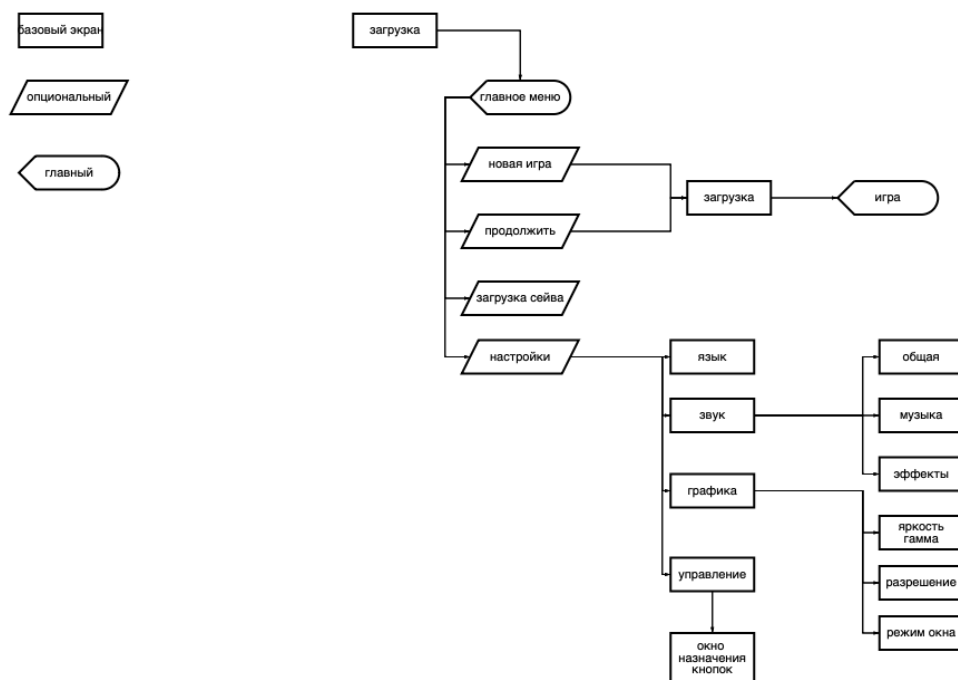 базовый экран
загрузка
опциональный
главное меню
главный
новая игра
загрузка
игра
продолжить
загрузка сейва
настройки
язык
общая
звук
музыка
эффекты
графика
яркость
гамма
управление
разрешение
режим окна
окно
назначения
кнопок